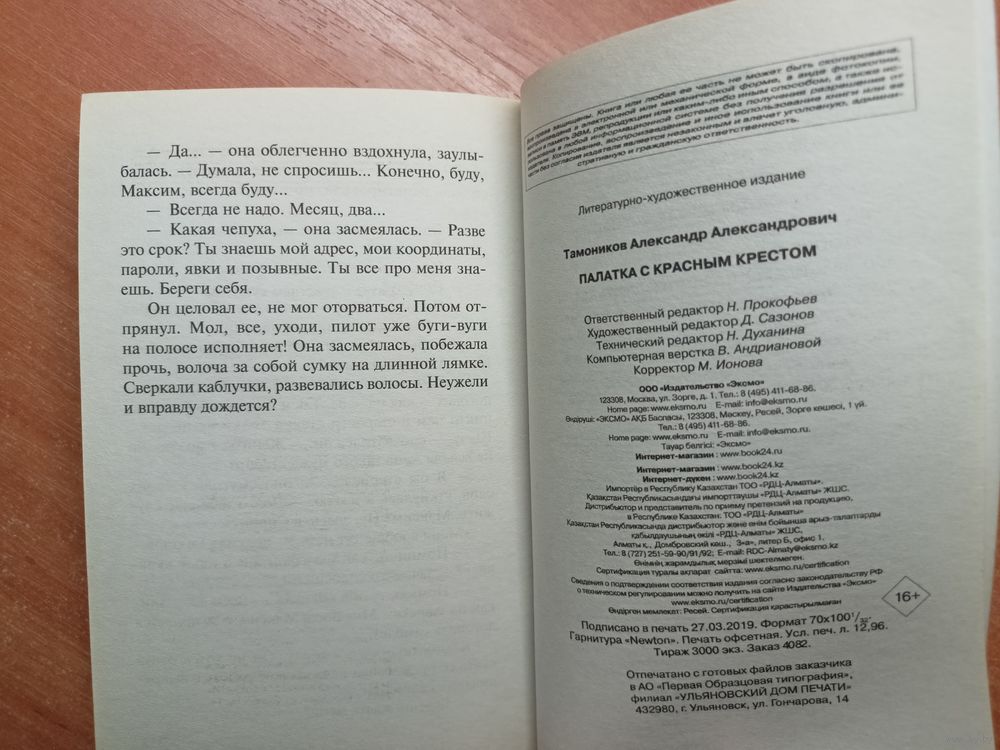 — Да... — она облегченно вздохнула, заулы-
балась. — Думала, не спросишь... Конечно, буду,
Максим, всегда буду...
— Всегда не надо. Месяц, два...
— Какая чепуха, — она засмеялась. — Разве
это срок? Ты знаешь мой адрес, мои координаты,
пароли, явки и позывные. Ты все про меня зна-
ешь. Береги себя.
Он целовал ее, не мог оторваться. Потом от-
прянул. Мол, все, уходи, пилот уже буги-вуги
на полосе исполняет! Она засмеялась, побежала
прочь, волоча за собой сумку на длинной лямке.
Сверкали каблучки, развевались волосы. Неужели
и вправду дождется?
Все права защищены. Книга или любая ее часть не может быть скопирована,
воспроизведена в электронной или механической форме, в виде фотокопии,
записи в память ЭВМ, репродукции или каким-либо иным способом, а также ис-
пользована в любой информационной системе без получения разрешения от
издателя. Копирование, воспроизведение и иное использование книги или ее
части без согласия издателя является незаконным и влечет уголовную, админи-
стративную и гражданскую ответственность.
Литературно-художественное издание
Тамоников Александр Александрович
ПАЛАТКА С КРАСНЫМ КРЕСТОМ
Ответственный редактор Н. Прокофьев
Художественный редактор Д. Сазонов
Технический редактор Н. Духанина
Компьютерная верстка В. Андриановой
Корректор М. Ионова
ООО «Издательство «Эксмо»
123308, Москва, ул. Зорге, д. 1. Тел.: 8 (495) 411-68-86.
Home page: www.eksmo.ru E-mail: info@eksmo.ru
Өндіруші: «ЭКСМО» АҚБ Баспасы, 123308, Мәскеу, Ресей, Зорге көшесі, 1 үй.
Тел.: 8 (495) 411-68-86.
Home page: www.eksmo.ru E-mail: info@eksmo.ru.
Тауар белгісі: «Эксмо»
Интернет-магазин : www.book24.ru
Интернет-магазин : www.book24.kz
Интернет-дүкен : www.book24.kz
Импортёр в Республику Казахстан ТОО «РДЦ-Алматы».
Қазақстан Республикасындағы импорттаушы «РДЦ-Алматы» ЖШС.
Дистрибьютор и представитель по приему претензий на продукцию,
в Республике Казахстан: ТОО «РДЦ-Алматы»
Қазақстан Республикасында дистрибьютор және өнім бойынша арыз-талаптарды
қабылдаушының өкілі «РДЦ-Алматы» ЖШС,
Алматы қ., Домбровский көш., 3«а», литер Б, офис 1.
Тел.: 8 (727) 251-59-90/91/92; E-mail: RDC-Almaty@eksmo.kz
Өнімнің жарамдылық мерзімі шектелмеген.
Сертификация туралы ақпарат сайтта: www.eksmo.ru/certification
Сведения о подтверждении соответствия издания согласно законодательству РФ
о техническом регулировании можно получить на сайте Издательства «Эксмо»
www.eksmo.ru/certification
Өндірген мемлекет: Ресей. Сертификация қарастырылмаған
16+
Подписано в печать 27.03.2019. Формат 70x100 1/32.
Гарнитура «Newton». Печать офсетная. Усл. печ. л. 12,96.
Тираж 3000 экз. Заказ 4082.
Отпечатано с готовых файлов заказчика
в АО «Первая Образцовая типография»,
филиал «УЛЬЯНОВСКИЙ ДОМ ПЕЧАТИ»
432980, г. Ульяновск, ул. Гончарова, 14